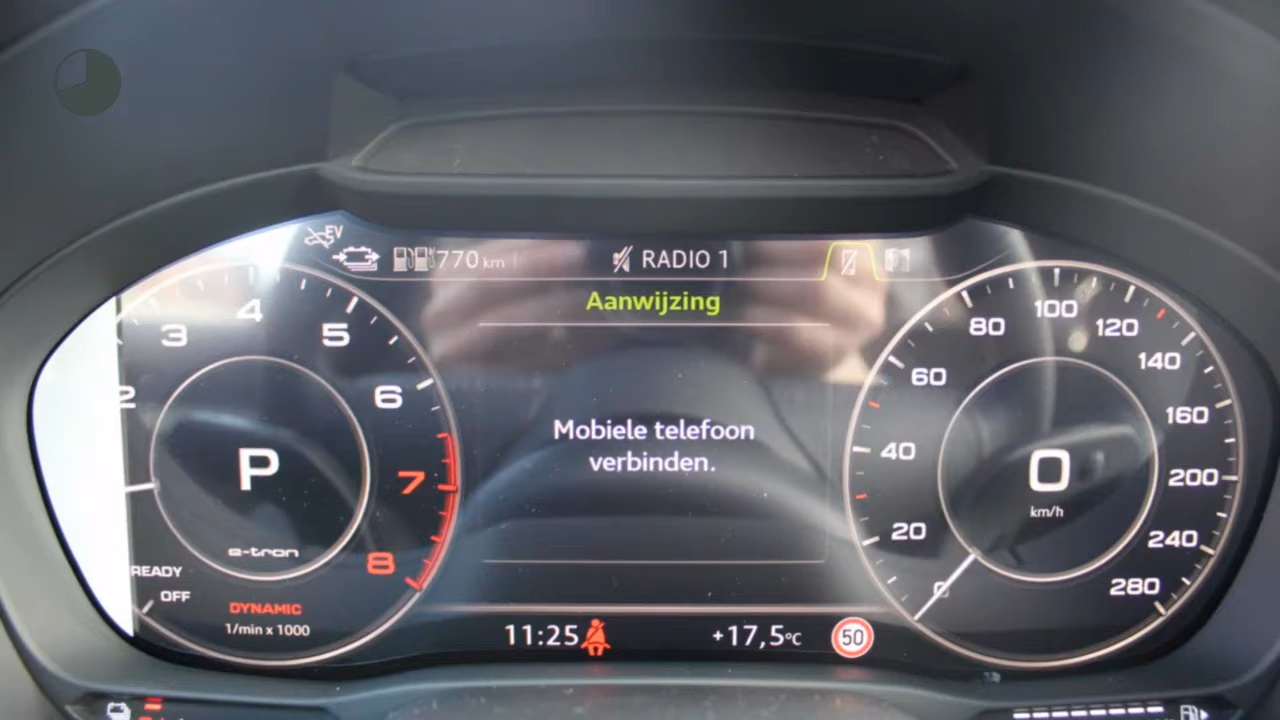 EV
770 km
RADIO 1
Aanwijzing
Mobiele telefoon
verbinden.
2
3
4
5
6
7
8
P
e-tron
READY
OFF
DYNAMIC
1/min x 1000
0
20
40
60
80
100
120
140
160
200
240
280
0
km/h
11:25
+17,5°C
50